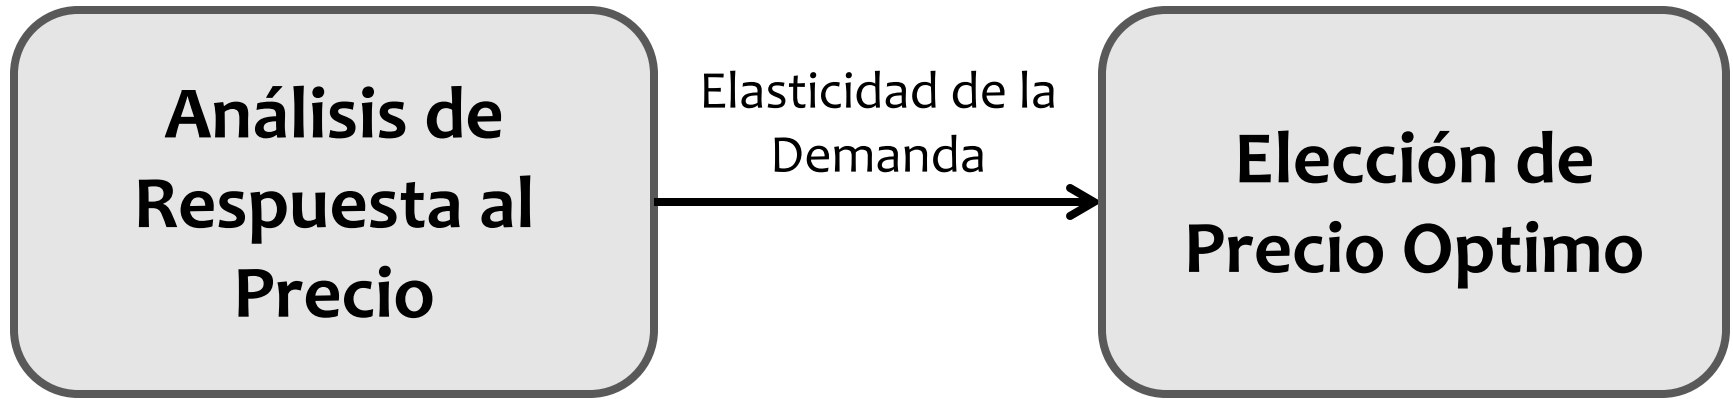 Análisis de
Respuesta al
Precio
Elasticidad de la
Demanda
Elección de
Precio Optimo